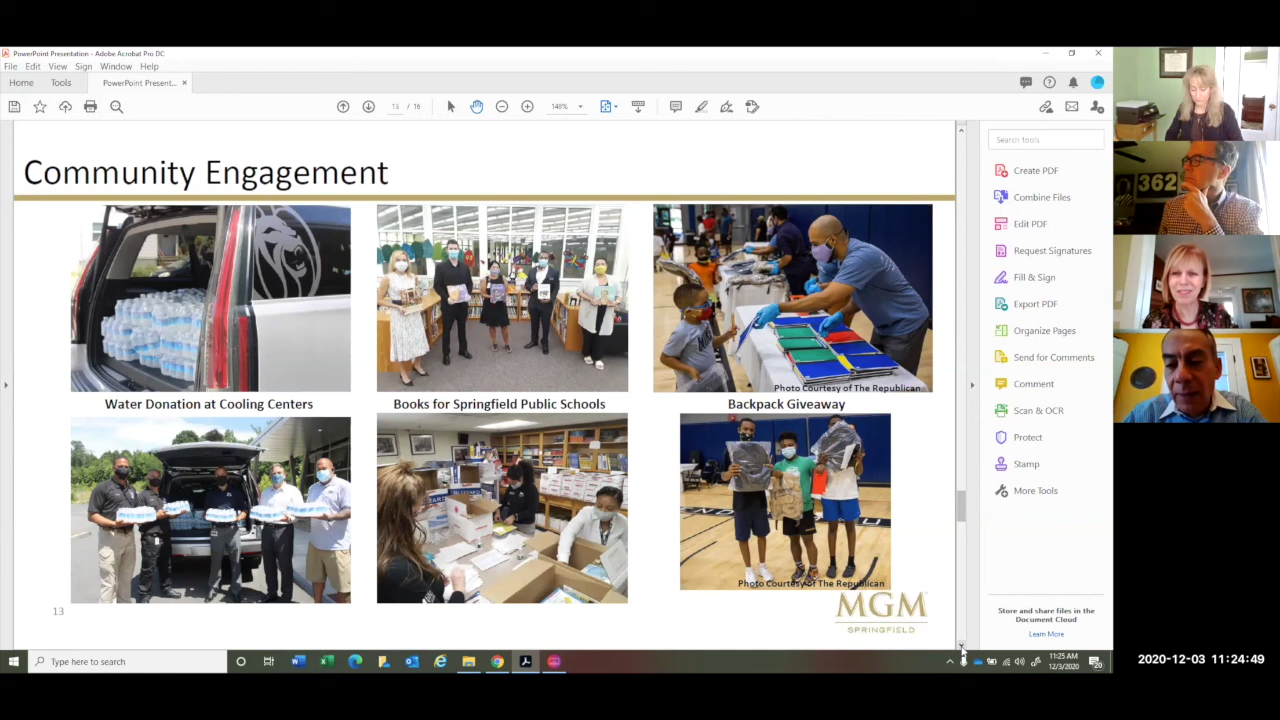 PowerPoint Presentation - Adobe Acrobat Pro DC
File Edit View Sign Window Help
Home Tools PowerPoint Present... ×
13 / 16 148%
Community Engagement
Search tools
Create PDF
Combine Files
Edit PDF
Request Signatures
Fill & Sign
Export PDF
Organize Pages
Send for Comments
Comment
Scan & OCR
Protect
Stamp
More Tools
Photo Courtesy of The Republican
Water Donation at Cooling Centers
Books for Springfield Public Schools
Backpack Giveaway
Photo Courtesy of The Republican
13
MGM
SPRINGFIELD
Store and share files in the
Document Cloud
Learn More
Type here to search
11:25 AM
12/3/2020
20
362
2020-12-03 11:24:49